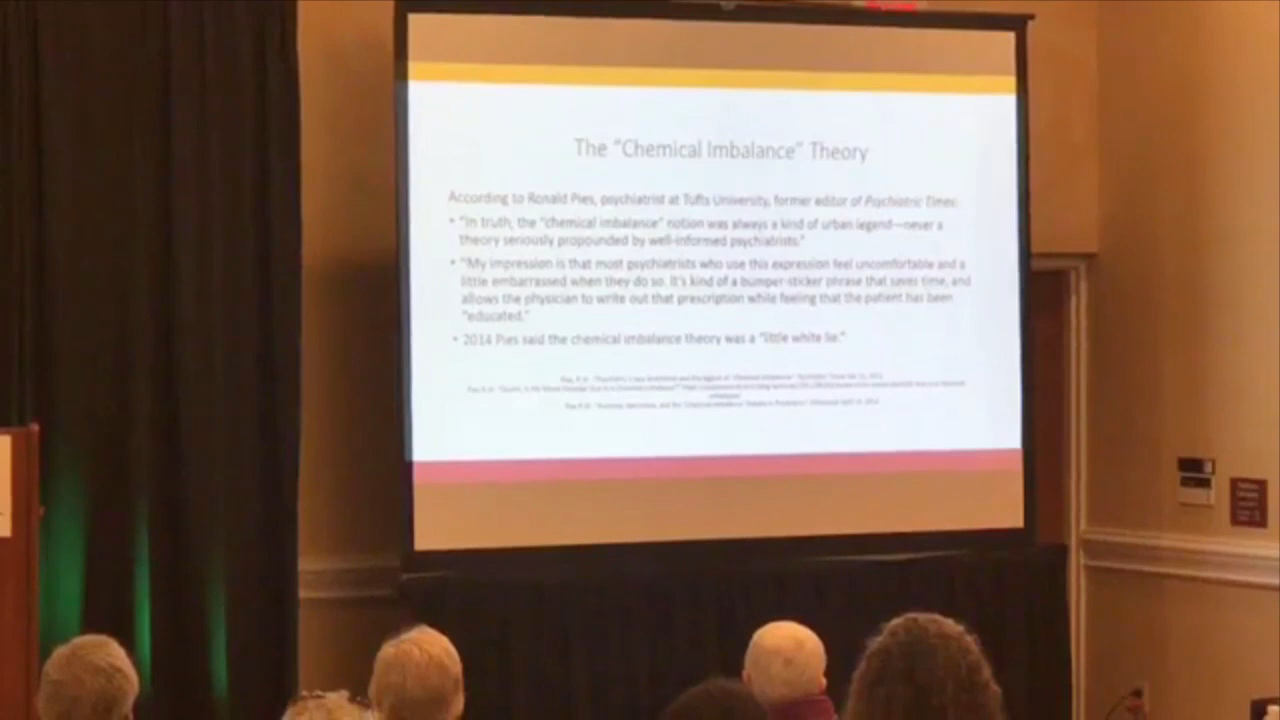 The "Chemical Imbalance" Theory
According to Ronald Pies, psychiatrist at Tufts University, former editor of Psychiatric Times:
• "In truth, the "chemical imbalance" notion was always a kind of urban legend—never a
theory seriously propounded by well-informed psychiatrists."
• "My impression is that most psychiatrists who use this expression feel uncomfortable and a
little embarrassed when they do so. It's kind of a bumper-sticker phrase that saves time, and
allows the physician to write out that prescription while feeling that the patient has been
"educated."
• 2014 Pies said the chemical imbalance theory was a "little white lie."